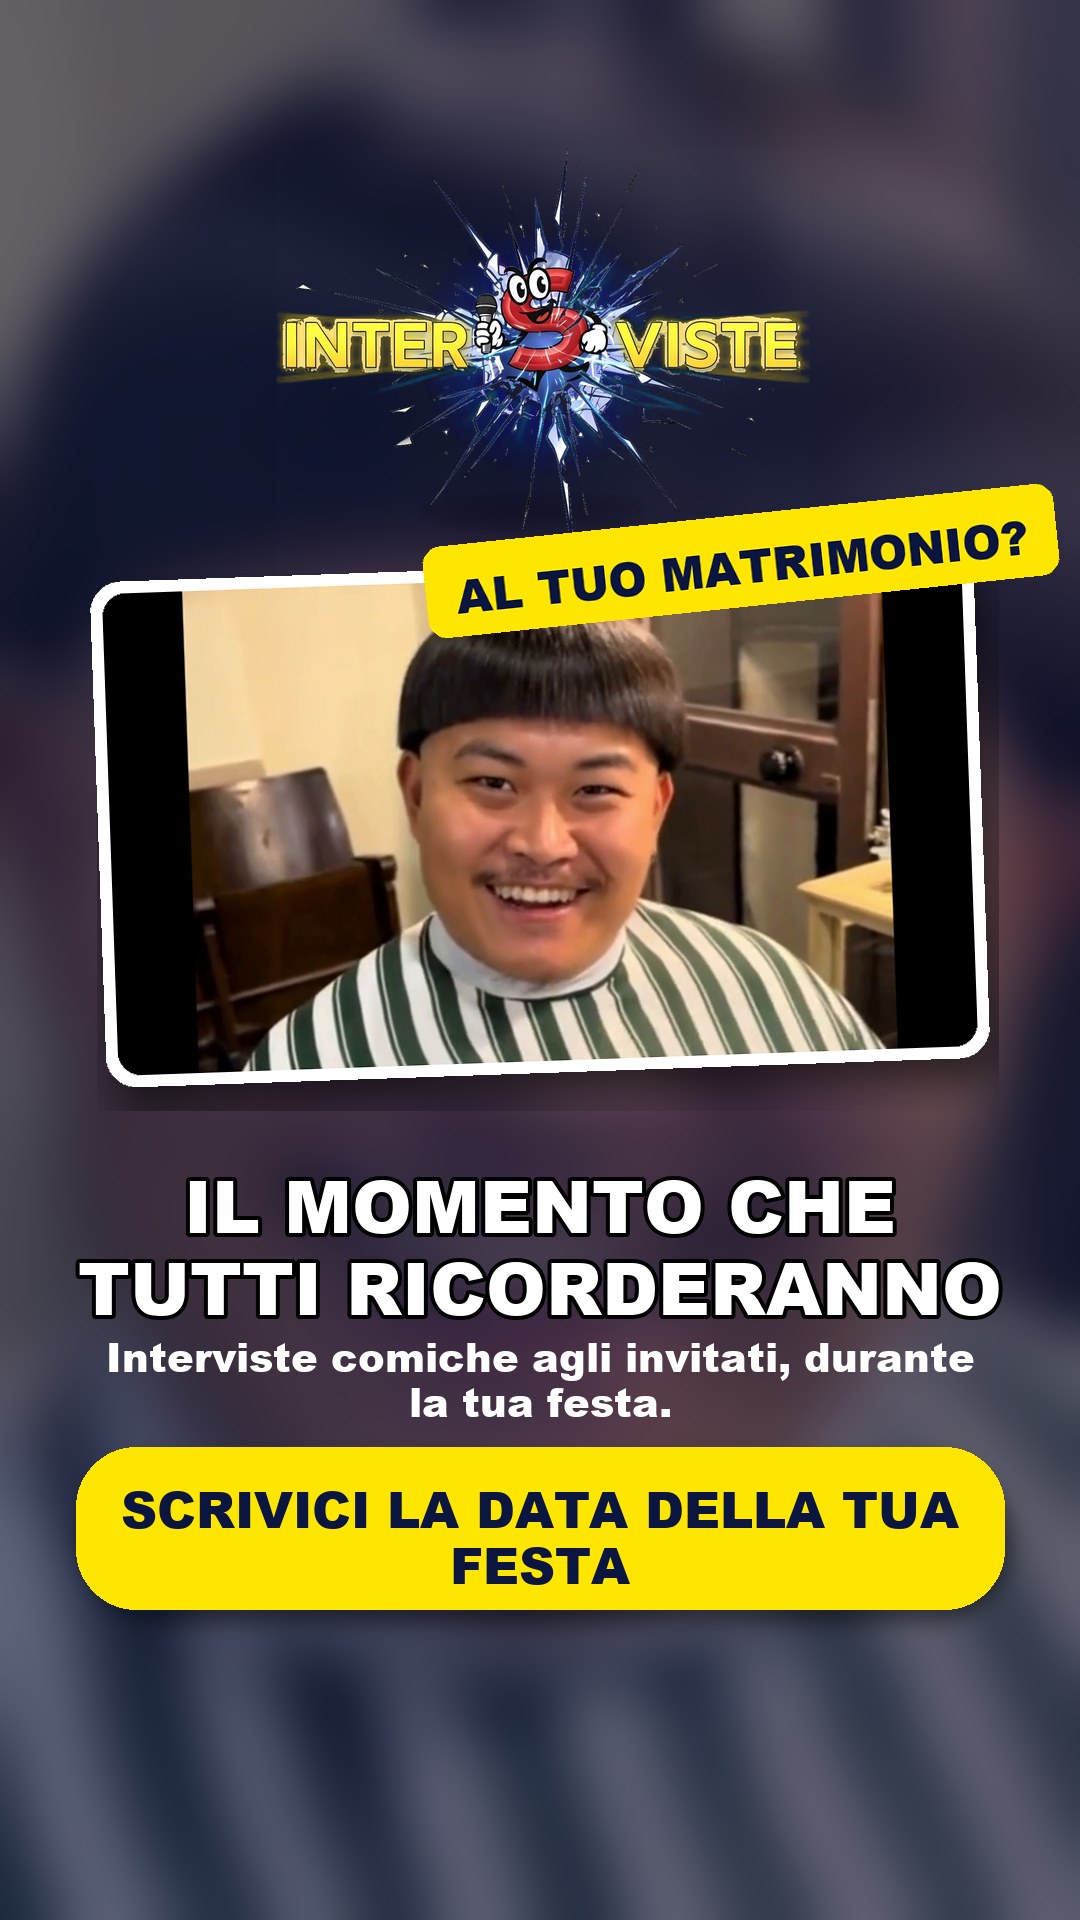 INTER S VISTE
AL TUO MATRIMONIO?
IL MOMENTO CHE
TUTTI RICORDERANNO
Interviste comiche agli invitati, durante
la tua festa.
SCRIVICI LA DATA DELLA TUA
FESTA